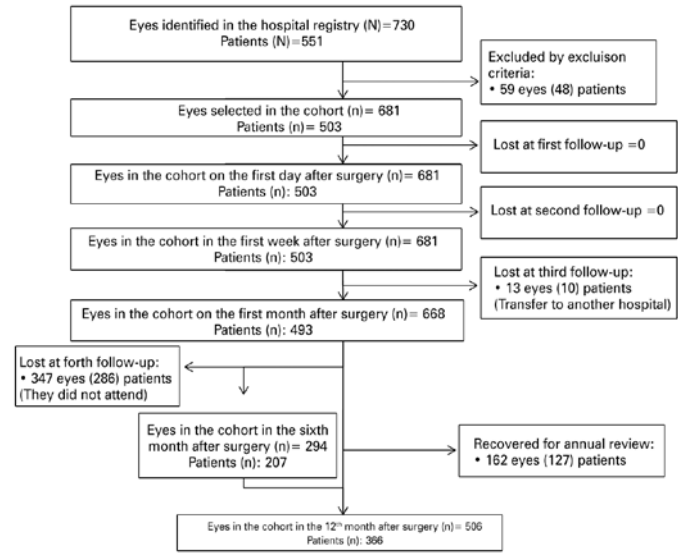 Eyes identified in the hospital registry (N)=730
Patients (N)=551
Excluded by excluison
criteria:
• 59 eyes (48) patients
Eyes selected in the cohort (n)= 681
Patients (n)= 503
Lost at first follow-up =0
Eyes in the cohort on the first day after surgery (n)= 681
Patients (n): 503
Lost at second follow-up =0
Eyes in the cohort in the first week after surgery (n)= 681
Patients (n): 503
Lost at third follow-up:
• 13 eyes (10) patients
(Transfer to another hospital)
Eyes in the cohort on the first month after surgery (n)= 668
Patients (n): 493
Lost at forth follow-up:
• 347 eyes (286) patients
(They did not attend)
Eyes in the cohort in the sixth
month after surgery (n)= 294
Patients (n): 207
Recovered for annual review:
• 162 eyes (127) patients
Eyes in the cohort in the 12th month after surgery (n)= 506
Patients (n): 366